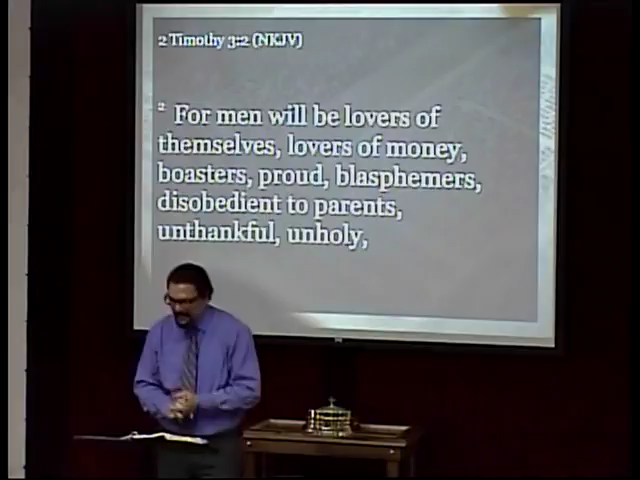 2 Timothy 3:2 (NKJV)
2 For men will be lovers of
themselves, lovers of money,
boasters, proud, blasphemers,
disobedient to parents,
unthankful, unholy,